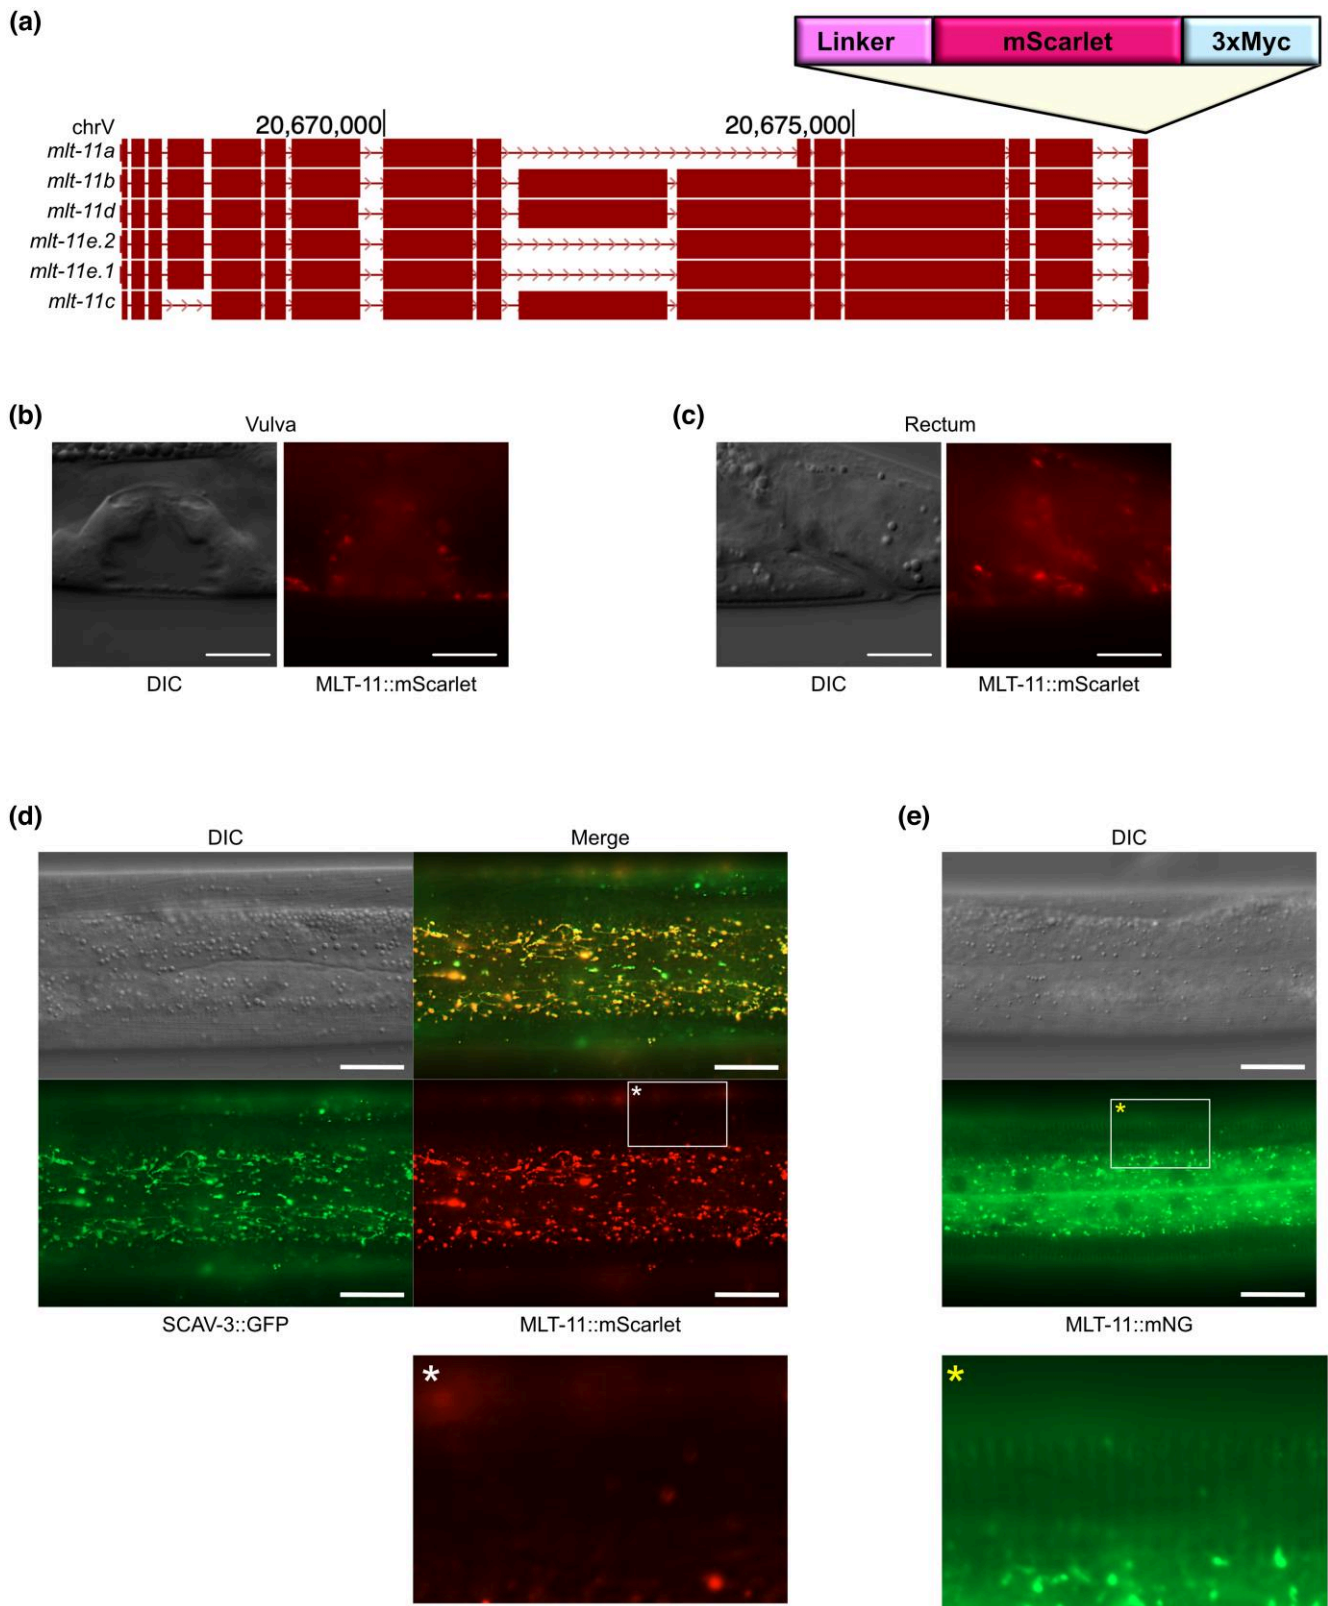 (a)
Linker mScarlet 3xMyc
chrV 20,670,000 20,675,000
mlt-11a
mlt-11b
mlt-11d
mlt-11e.2
mlt-11e.1
mlt-11c
(b)
Vulva
DIC MLT-11::mScarlet
(c)
Rectum
DIC MLT-11::mScarlet
(d)
DIC Merge
*
SCAV-3::GFP MLT-11::mScarlet
*
(e)
DIC
*
MLT-11::mNG
*